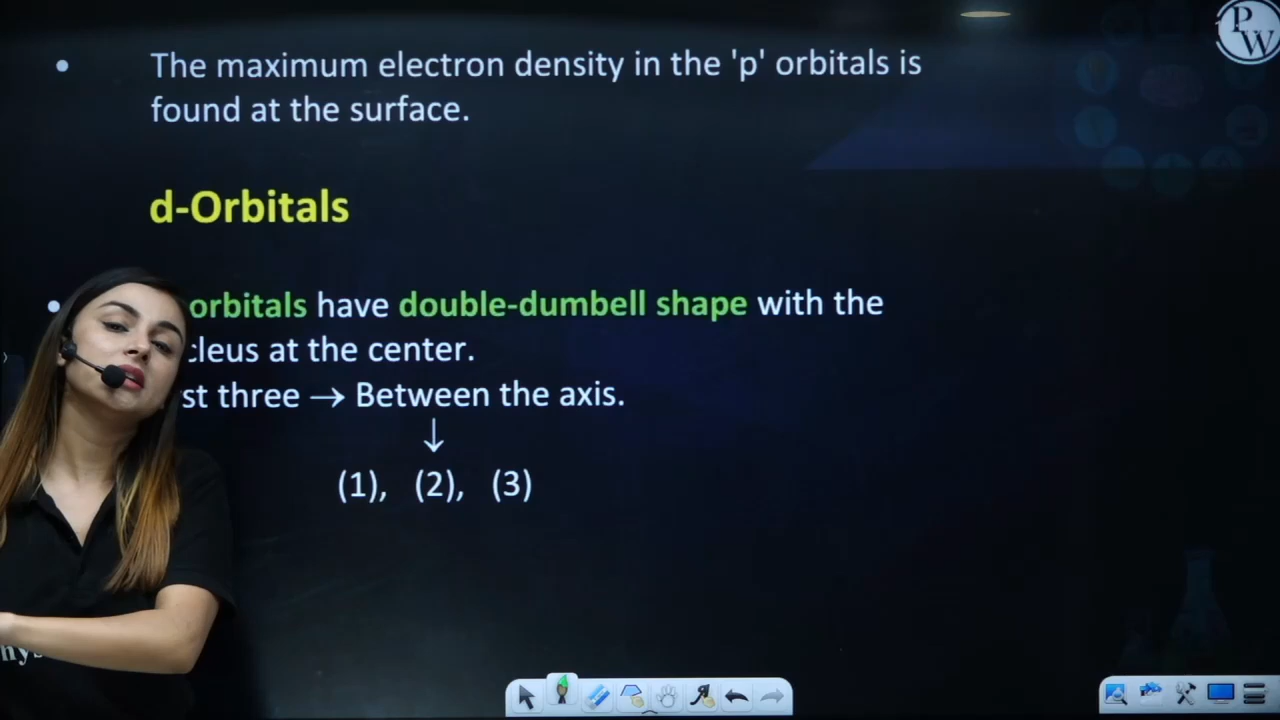 The maximum electron density in the 'p' orbitals is
found at the surface.
d-Orbitals
orbitals have double-dumbell shape with the
cleus at the center.
st three → Between the axis.
↓
(1), (2), (3)
PW